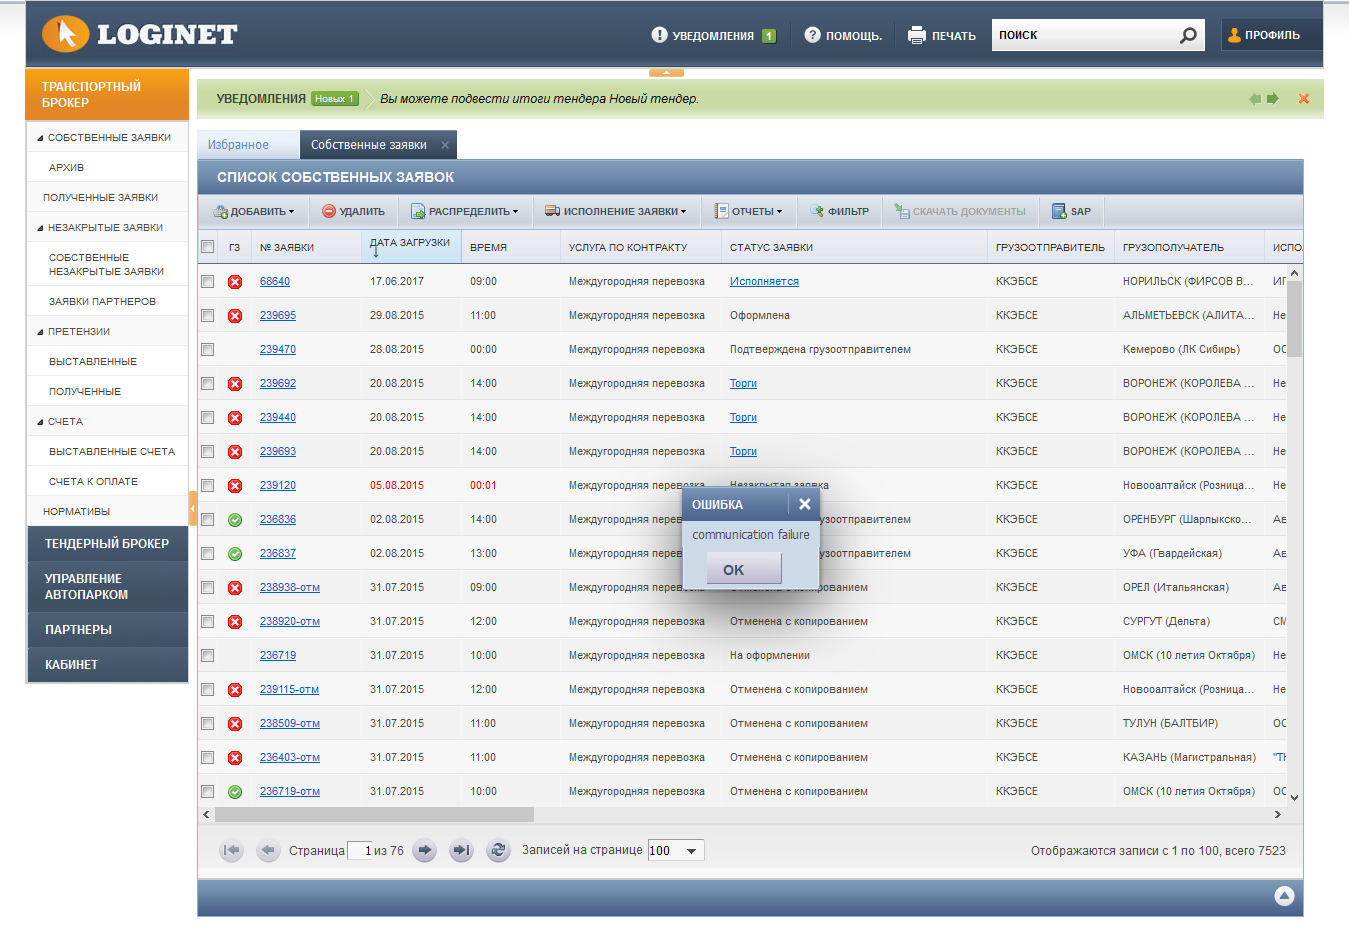 LOGINET
УВЕДОМЛЕНИЯ 1
ПОМОЩЬ.
ПЕЧАТЬ
ПОИСК
ПРОФИЛЬ
ТРАНСПОРТНЫЙ
БРОКЕР
СОБСТВЕННЫЕ ЗАЯВКИ
АРХИВ
ПОЛУЧЕННЫЕ ЗАЯВКИ
НЕЗАКРЫТЫЕ ЗАЯВКИ
СОБСТВЕННЫЕ
НЕЗАКРЫТЫЕ ЗАЯВКИ
ЗАЯВКИ ПАРТНЕРОВ
ПРЕТЕНЗИИ
ВЫСТАВЛЕННЫЕ
ПОЛУЧЕННЫЕ
СЧЕТА
ВЫСТАВЛЕННЫЕ СЧЕТА
СЧЕТА К ОПЛАТЕ
НОРМАТИВЫ
ТЕНДЕРНЫЙ БРОКЕР
УПРАВЛЕНИЕ
АВТОПАРКОМ
ПАРТНЕРЫ
КАБИНЕТ
УВЕДОМЛЕНИЯ Новых 1 Вы можете подвести итоги тендера Новый тендер.
Избранное Собственные заявки
СПИСОК СОБСТВЕННЫХ ЗАЯВОК
ДОБАВИТЬ УДАЛИТЬ РАСПРЕДЕЛИТЬ ИСПОЛНЕНИЕ ЗАЯВКИ ОТЧЕТЫ ФИЛЬТР СКАЧАТЬ ДОКУМЕНТЫ SAP
ГЗ № ЗАЯВКИ ДАТА ЗАГРУЗКИ ВРЕМЯ УСЛУГА ПО КОНТРАКТУ СТАТУС ЗАЯВКИ ГРУЗООТПРАВИТЕЛЬ ГРУЗОПОЛУЧАТЕЛЬ ИСПО
68640 17.06.2017 09:00 Междугородняя перевозка Исполняется ККЭБСЕ НОРИЛЬСК (ФИРСОВ В...
239695 29.08.2015 11:00 Междугородняя перевозка Оформлена ККЭБСЕ АЛЬМЕТЬЕВСК (АЛИТА... Не
239470 28.08.2015 00:00 Междугородняя перевозка Подтверждена грузоотправителем ККЭБСЕ Кемерово (ЛК Сибирь) ОС
239692 20.08.2015 14:00 Междугородняя перевозка Торги ККЭБСЕ ВОРОНЕЖ (КОРОЛЕВА ... Не
239440 20.08.2015 14:00 Междугородняя перевозка Торги ККЭБСЕ ВОРОНЕЖ (КОРОЛЕВА ... Не
239693 20.08.2015 14:00 Междугородняя перевозка Торги ККЭБСЕ ВОРОНЕЖ (КОРОЛЕВА ... Не
239120 05.08.2015 00:01 Междугородняя перевозка Незакрытая заявка ККЭБСЕ Новооалтайск (Розница... Не
236836 02.08.2015 14:00 Междугородняя пере узоотправителем ККЭБСЕ ОРЕНБУРГ (Шарлыкско... Ав
236837 02.08.2015 13:00 Междугородняя пере узоотправителем ККЭБСЕ УФА (Гвардейская) Ав
238938-отм 31.07.2015 09:00 Междугородняя перевозка Отменена с копированием ККЭБСЕ ОРЕЛ (Итальянская) Ав
238920-отм 31.07.2015 12:00 Междугородняя перевозка Отменена с копированием ККЭБСЕ СУРГУТ (Дельта) СМ
236719 31.07.2015 10:00 Междугородняя перевозка На оформлении ККЭБСЕ ОМСК (10 летия Октября) Не
239115-отм 31.07.2015 12:00 Междугородняя перевозка Отменена с копированием ККЭБСЕ Новооалтайск (Розница... Не
238509-отм 31.07.2015 11:00 Междугородняя перевозка Отменена с копированием ККЭБСЕ ТУЛУН (БАЛТБИР) ОС
236403-отм 31.07.2015 11:00 Междугородняя перевозка Отменена с копированием ККЭБСЕ КАЗАНЬ (Магистральная)
236719-отм 31.07.2015 10:00 Междугородняя перевозка Отменена с копированием ККЭБСЕ ОМСК (10 летия Октября) ОС
ОШИБКА
communication failure
OK
Страница 1 из 76 Записей на странице 100 Отображаются записи с 1 по 100, всего 7523